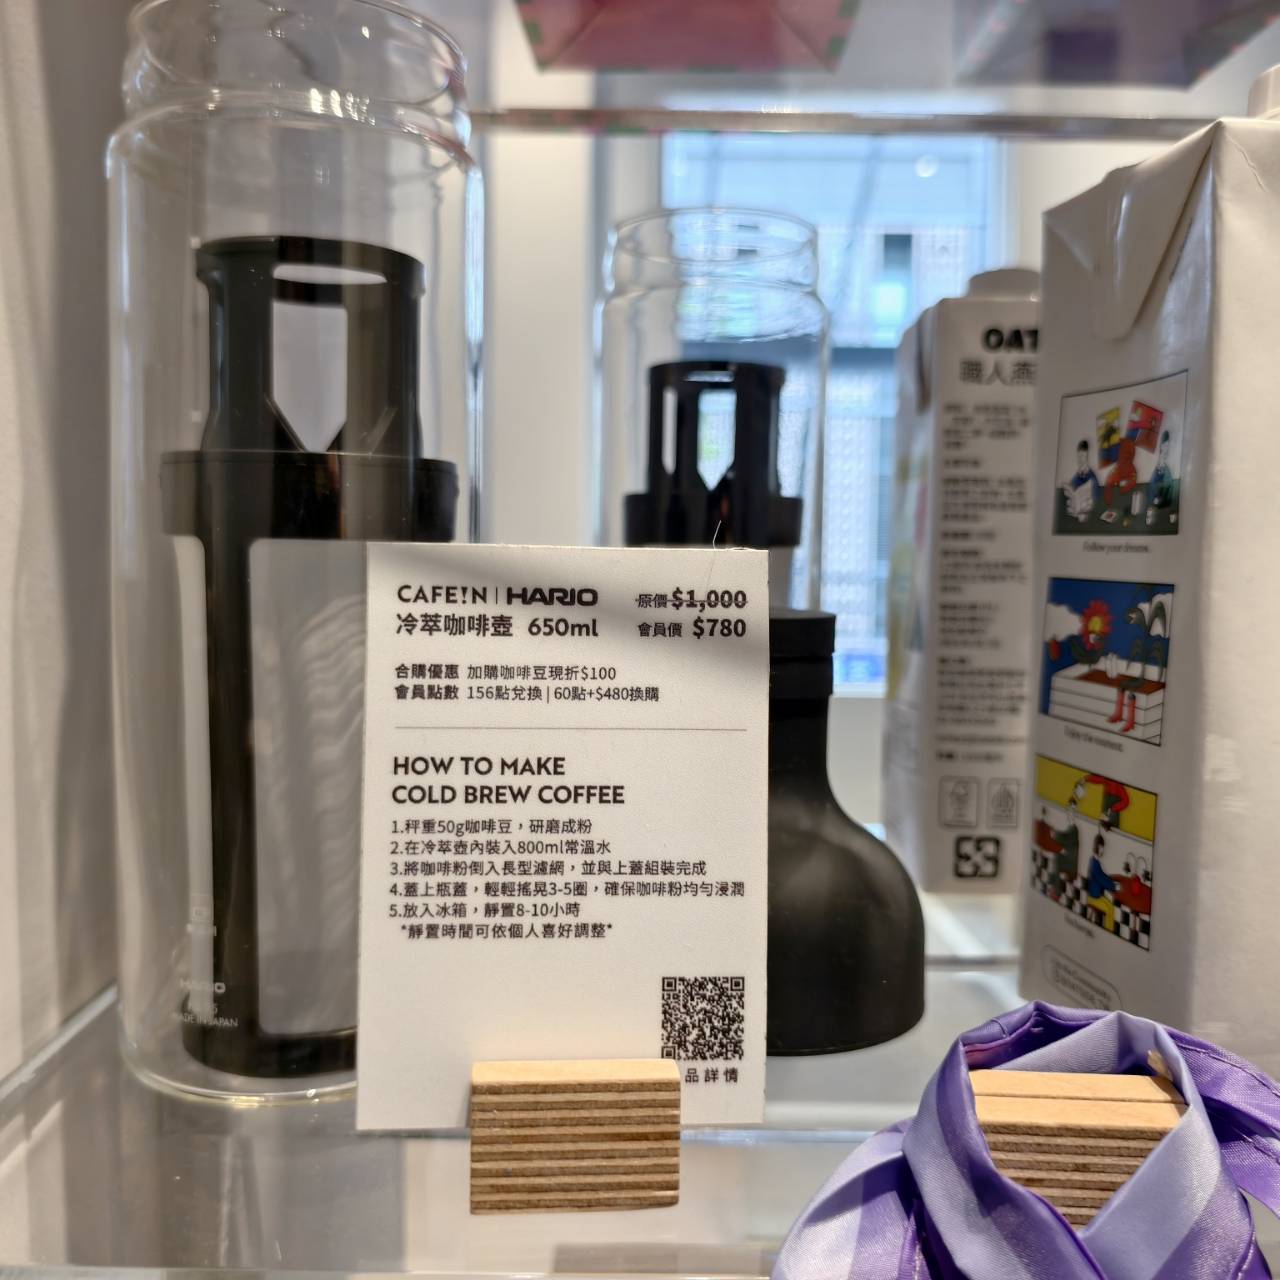 CAFE!N | HARIO
冷萃咖啡壺 650ml
原價 $1,000
會員價 $780
合購優惠 加購咖啡豆現折$100
會員點數 156點兌換 | 60點+$480換購
HOW TO MAKE
COLD BREW COFFEE
1.秤重50g咖啡豆，研磨成粉
2.在冷萃壺內裝入800ml常溫水
3.將咖啡粉倒入長型濾網，並與上蓋組裝完成
4.蓋上瓶蓋，輕輕搖晃3-5圈，確保咖啡粉均勻浸潤
5.放入冰箱，靜置8-10小時
*靜置時間可依個人喜好調整*
品詳情
HARIO
MADE IN JAPAN
OAT
職人燕
Follow your dreams.
Enjoy the moment.